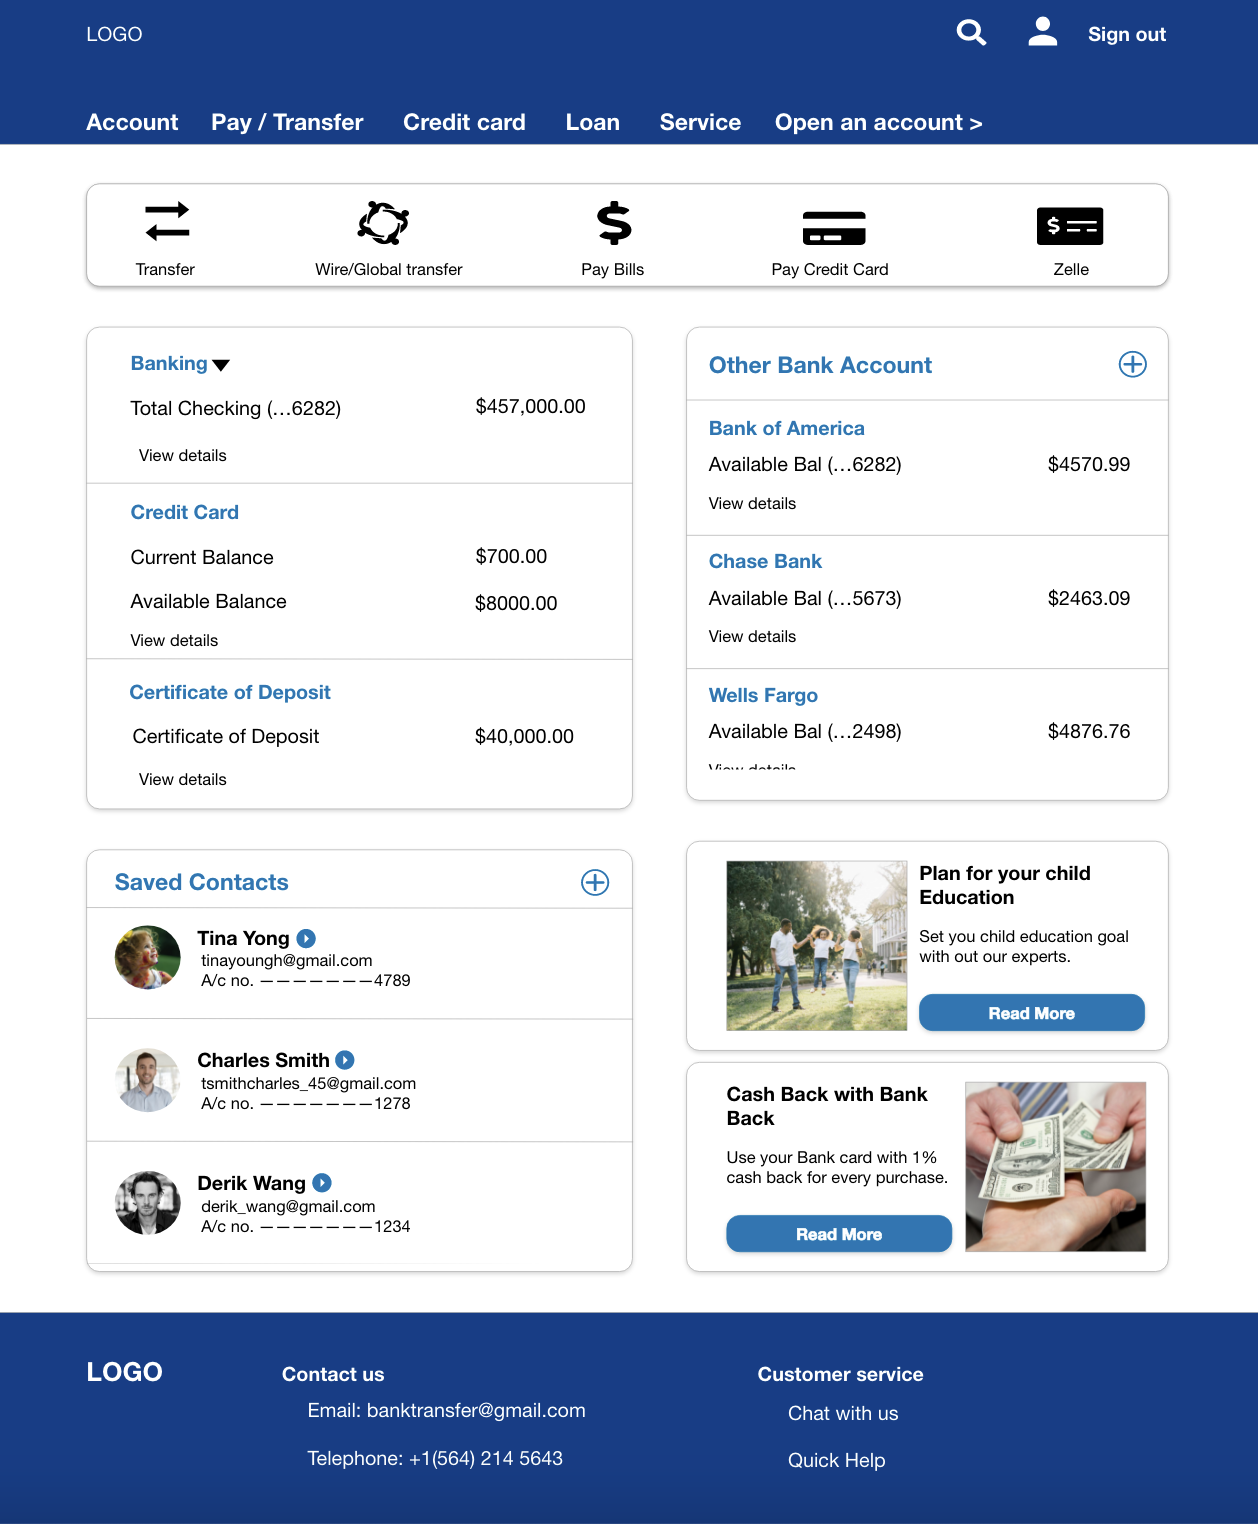 LOGO
Sign out
Account Pay / Transfer Credit card Loan Service Open an account >
Transfer
Wire/Global transfer
Pay Bills
Pay Credit Card
Zelle
Banking
Total Checking (...6282) $457,000.00
View details
Credit Card
Current Balance $700.00
Available Balance $8000.00
View details
Certificate of Deposit
Certificate of Deposit $40,000.00
View details
Other Bank Account
Bank of America
Available Bal (...6282) $4570.99
View details
Chase Bank
Available Bal (...5673) $2463.09
View details
Wells Fargo
Available Bal (...2498) $4876.76
View details
Saved Contacts
Tina Yong
tinayoungh@gmail.com
A/c no. ———————4789
Charles Smith
tsmithcharles_45@gmail.com
A/c no. ———————1278
Derik Wang
derik_wang@gmail.com
A/c no. ———————1234
Plan for your child
Education
Set you child education goal
with out our experts.
Read More
Cash Back with Bank
Back
Use your Bank card with 1%
cash back for every purchase.
Read More
LOGO
Contact us
Email: banktransfer@gmail.com
Telephone: +1(564) 214 5643
Customer service
Chat with us
Quick Help